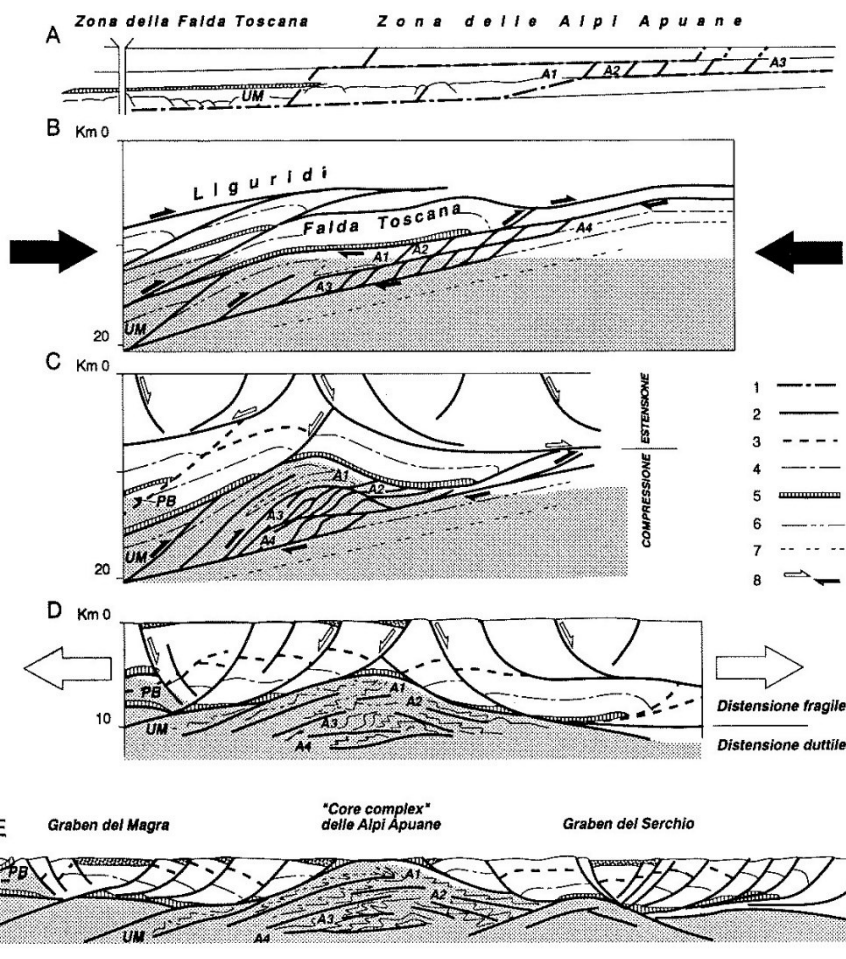 Zona della Falda Toscana Zona delle Alpi Apuane
A
A1 A2 A3
UM
B Km 0
Liguridi
Falda Toscana
A1 A2 A4
A3
UM
20
C Km 0
PB
A1
A2
A3
A4
UM
20
ESTENSIONE
COMPRESSIONE
1
2
3
4
5
6
7
8
D Km 0
PB
A1
A2
A3
A4
UM
10
Distensione fragile
Distensione duttile
E
Graben del Magra "Core complex" delle Alpi Apuane Graben del Serchio
PB
A1
A2
A3
A4
UM